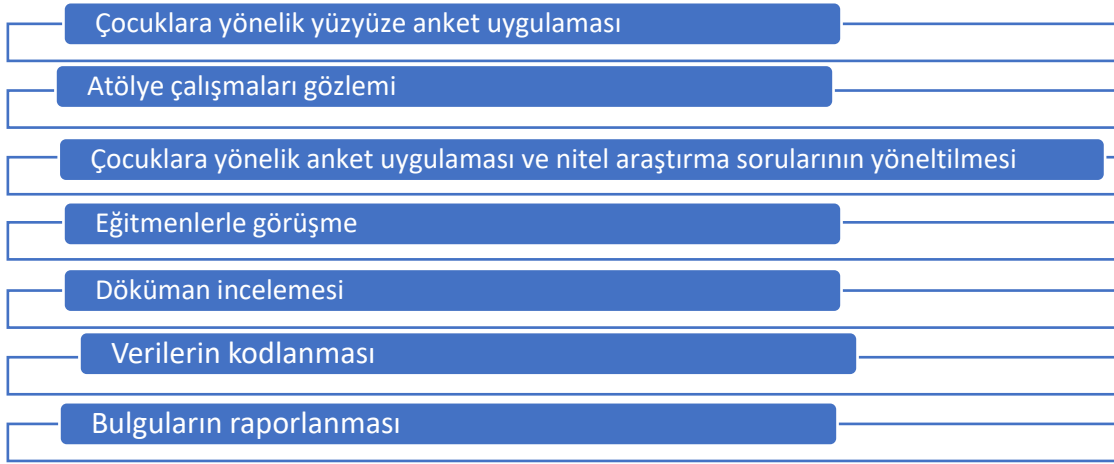 Çocuklara yönelik yüzyüze anket uygulaması
Atölye çalışmaları gözlemi
Çocuklara yönelik anket uygulaması ve nitel araştırma sorularının yöneltilmesi
Eğitmenlerle görüşme
Döküman incelemesi
Verilerin kodlanması
Bulguların raporlanması